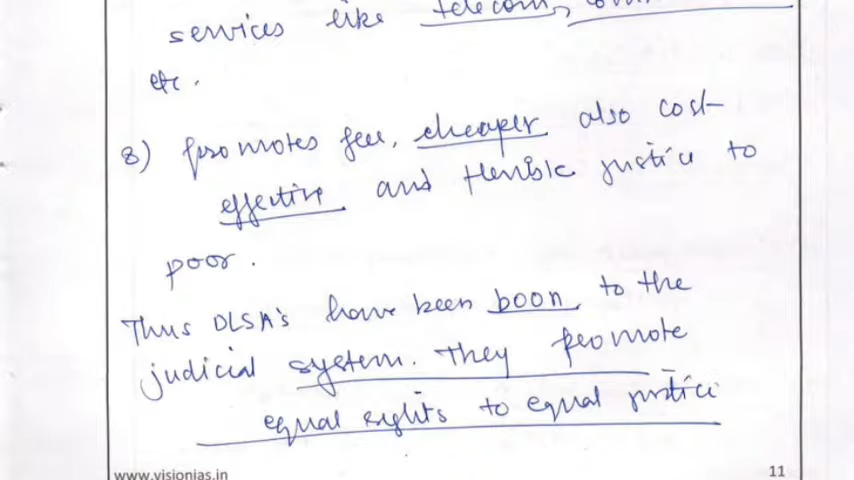 services like telecom,
etc.
8) promotes fee, cheaper also cost-
effective and flexible justice to
poor.
Thus DLSA's have been boon to the
judicial system. They promote
equal rights to equal justice
www.visionias.in
11